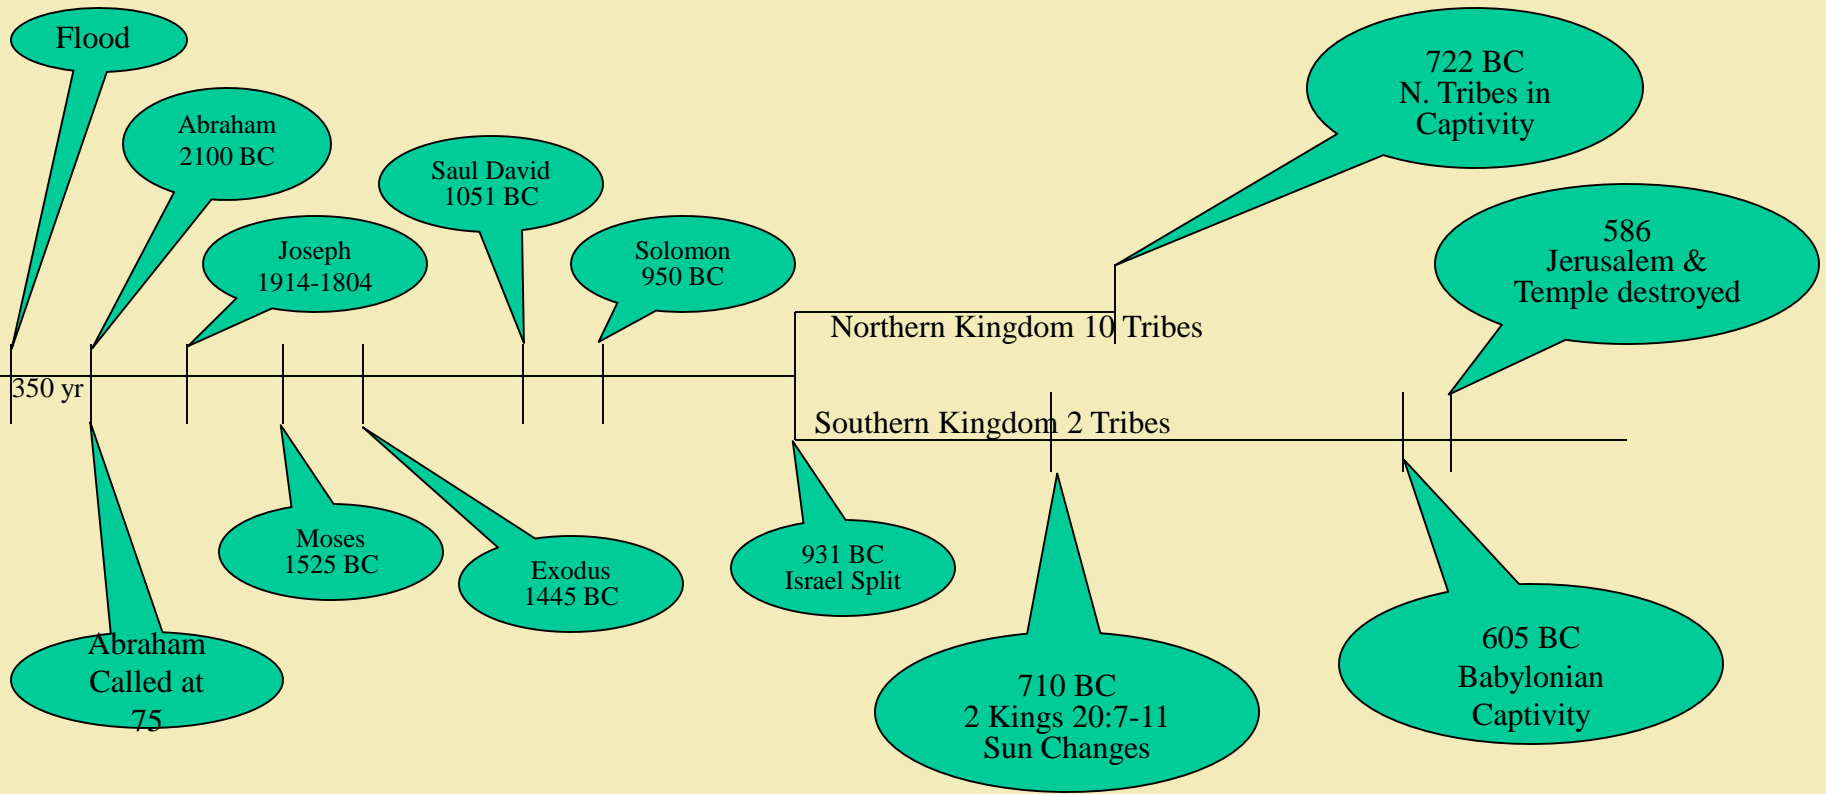 Flood
Abraham
2100 BC
Joseph
1914-1804
Saul David
1051 BC
Solomon
950 BC
722 BC
N. Tribes in
Captivity
586
Jerusalem &
Temple destroyed
Northern Kingdom 10 Tribes
350 yr
Southern Kingdom 2 Tribes
Abraham
Called at
75
Moses
1525 BC
Exodus
1445 BC
931 BC
Israel Split
710 BC
2 Kings 20:7-11
Sun Changes
605 BC
Babylonian
Captivity